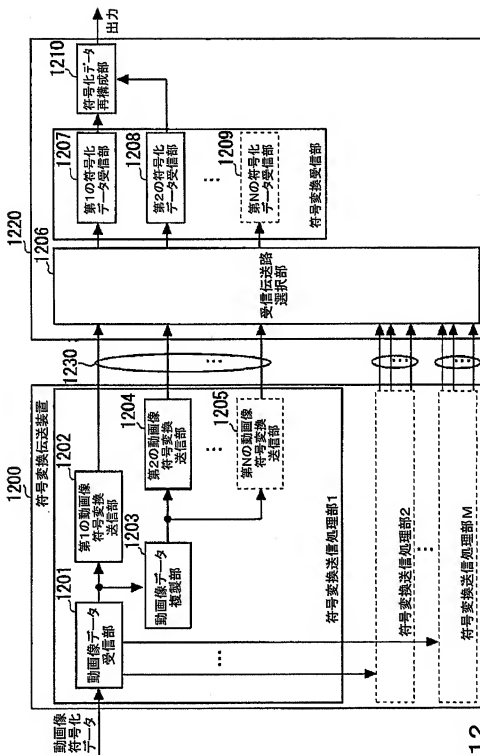 1200
符号変換伝送装置
動画像
符号化
データ
1201
動画像データ
受信部
1202
第1の動画像
符号変換
送信部
1203
動画像データ
複製部
1204
第2の動画像
符号変換
送信部
1205
第Nの動画像
符号変換
送信部
符号変換送信処理部1
符号変換送信処理部2
符号変換送信処理部M
1230
1220
1206
受信伝送路
選択部
1207
第1の符号化
データ受信部
1208
第2の符号化
データ受信部
1209
第Nの符号化
データ受信部
符号変換受信部
1210
符号化データ
再構成部
出力
12